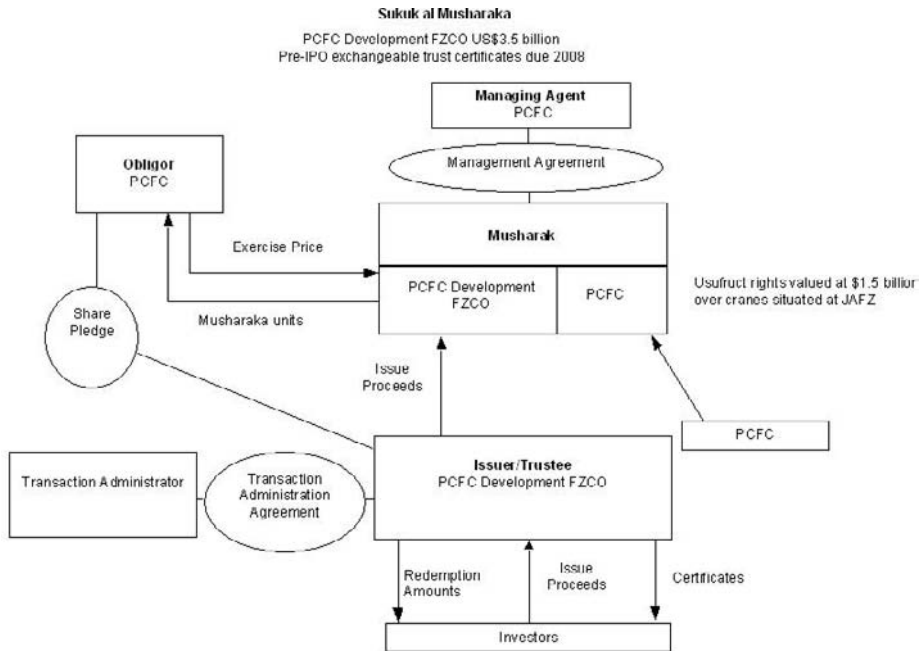 Sukuk al Musharaka
PCFC Development FZCO US$3.5 billion
Pre-IPO exchangeable trust certificates due 2008
Managing Agent
PCFC
Management Agreement
Obligor
PCFC
Musharak
Exercise Price
PCFC Development
FZCO
PCFC
Usufruct rights valued at $1.5 billion
over cranes situated at JAFZ
Musharaka units
Share
Pledge
Issue
Proceeds
PCFC
Issuer/Trustee
PCFC Development FZCO
Transaction Administrator
Transaction
Administration
Agreement
Redemption
Amounts
Issue
Proceeds
Certificates
Investors